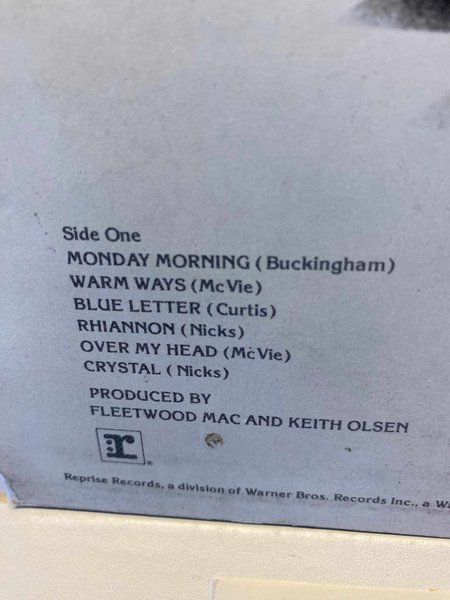 Side One
MONDAY MORNING (Buckingham)
WARM WAYS (McVie)
BLUE LETTER (Curtis)
RHIANNON (Nicks)
OVER MY HEAD (McVie)
CRYSTAL (Nicks)
PRODUCED BY
FLEETWOOD MAC AND KEITH OLSEN
r
Reprise Records, a division of Warner Bros. Records Inc., a